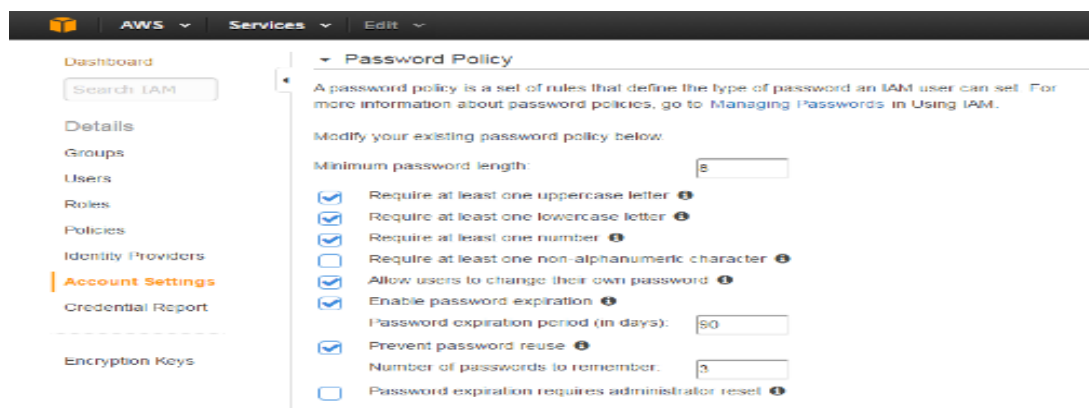 AWS Services Edit
Dashboard
Search IAM
Details
Groups
Users
Roles
Policies
Identity Providers
Account Settings
Credential Report
Encryption Keys
Password Policy
A password policy is a set of rules that define the type of password an IAM user can set. For
more information about password policies, go to Managing Passwords in Using IAM.
Modify your existing password policy below.
Minimum password length:
Require at least one uppercase letter
Require at least one lowercase letter
Require at least one number
Require at least one non-alphanumeric character
Allow users to change their own password
Enable password expiration
Password expiration period (in days): 90
Prevent password reuse
Number of passwords to remember: 3
Password expiration requires administrator reset